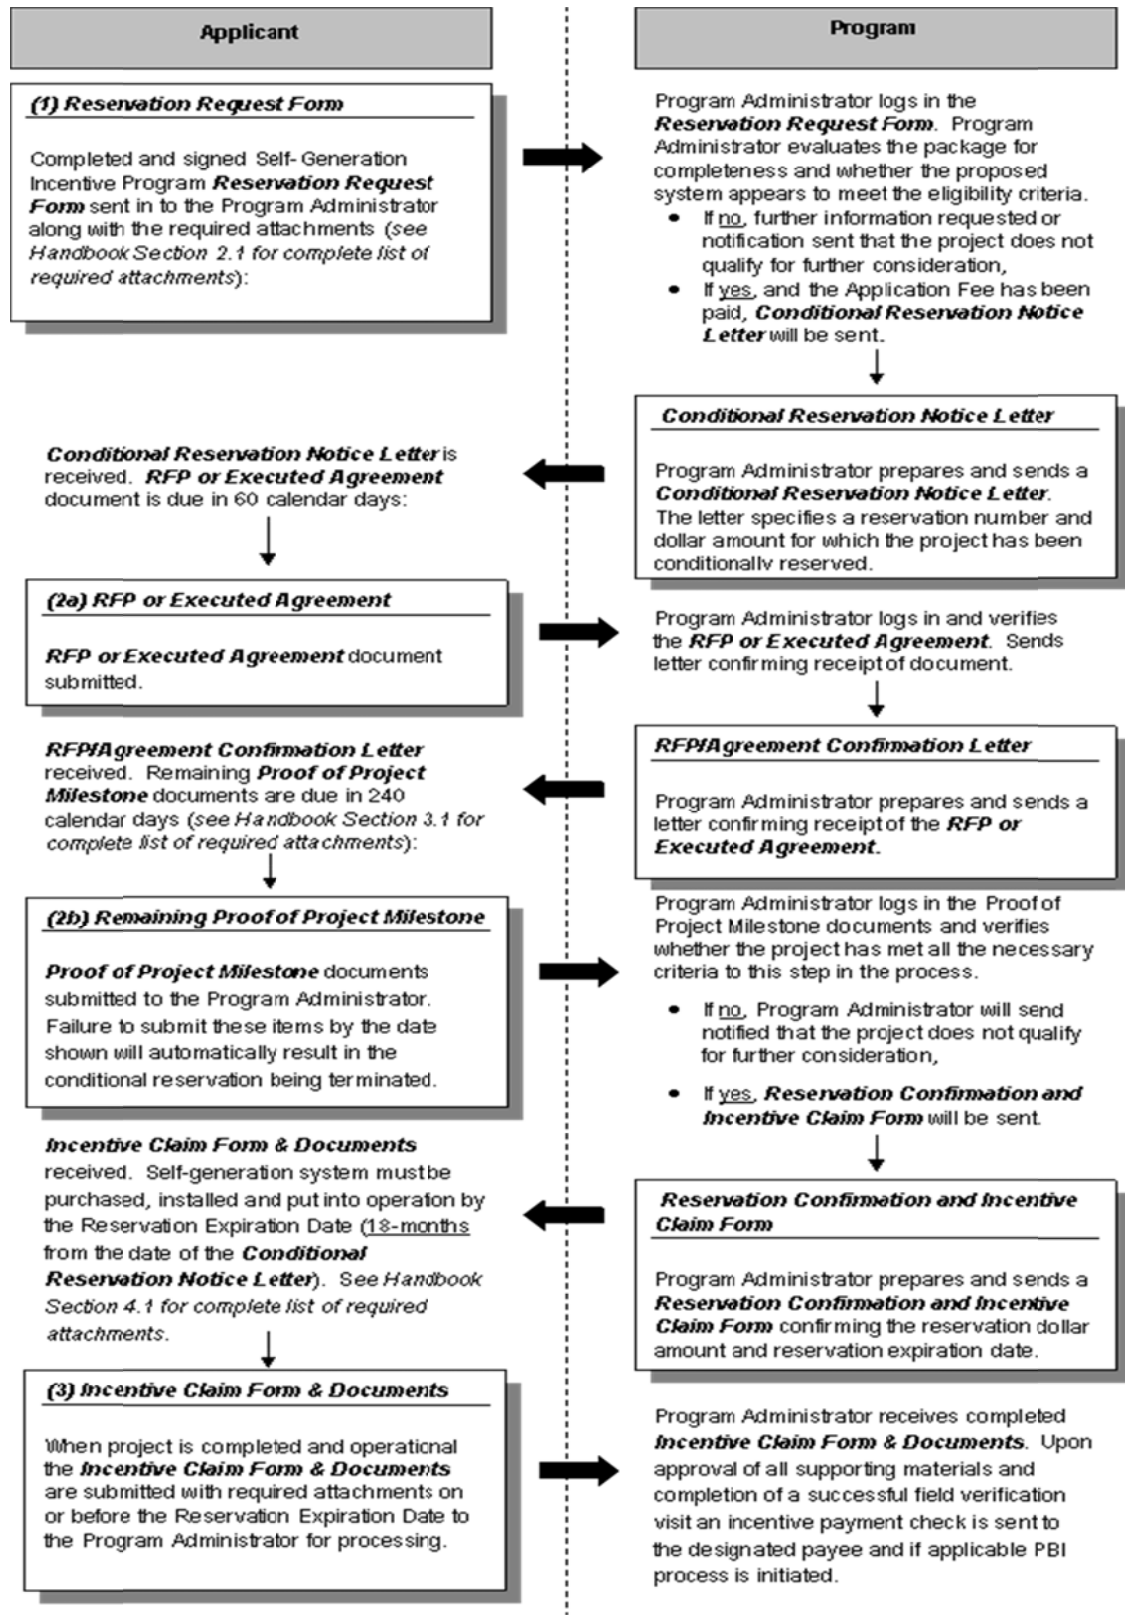 Applicant
Program
(1) Reservation Request Form
Completed and signed Self- Generation
Incentive Program Reservation Request
Form sent in to the Program Administrator
along with the required attachments (see
Handbook Section 2.1 for complete list of
required attachments):
Program Administrator logs in the
Reservation Request Form. Program
Administrator evaluates the package for
completeness and whether the proposed
system appears to meet the eligibility criteria.
• If no, further information requested or
notification sent that the project does not
qualify for further consideration,
• If yes, and the Application Fee has been
paid, Conditional Reservation Notice
Letter will be sent.
Conditional Reservation Notice Letter
Program Administrator prepares and sends a
Conditional Reservation Notice Letter.
The letter specifies a reservation number and
dollar amount for which the project has been
conditionally reserved.
Conditional Reservation Notice Letter is
received. RFP or Executed Agreement
document is due in 60 calendar days:
(2a) RFP or Executed Agreement
RFP or Executed Agreement document
submitted.
Program Administrator logs in and verifies
the RFP or Executed Agreement. Sends
letter confirming receipt of document.
RFP/Agreement Confirmation Letter
Program Administrator prepares and sends a
letter confirming receipt of the RFP or
Executed Agreement.
RFP/Agreement Confirmation Letter
received. Remaining Proof of Project
Milestone documents are due in 240
calendar days (see Handbook Section 3.1 for
complete list of required attachments):
(2b) Remaining Proof of Project Milestone
Proof of Project Milestone documents
submitted to the Program Administrator.
Failure to submit these items by the date
shown will automatically result in the
conditional reservation being terminated.
Program Administrator logs in the Proof of
Project Milestone documents and verifies
whether the project has met all the necessary
criteria to this step in the process.
• If no, Program Administrator will send
notified that the project does not qualify
for further consideration,
• If yes, Reservation Confirmation and
Incentive Claim Form will be sent.
Reservation Confirmation and Incentive
Claim Form
Program Administrator prepares and sends a
Reservation Confirmation and Incentive
Claim Form confirming the reservation dollar
amount and reservation expiration date.
Incentive Claim Form & Documents
received. Self-generation system must be
purchased, installed and put into operation by
the Reservation Expiration Date (18-months
from the date of the Conditional
Reservation Notice Letter). See Handbook
Section 4.1 for complete list of required
attachments.
(3) Incentive Claim Form & Documents
When project is completed and operational
the Incentive Claim Form & Documents
are submitted with required attachments on
or before the Reservation Expiration Date to
the Program Administrator for processing.
Program Administrator receives completed
Incentive Claim Form & Documents. Upon
approval of all supporting materials and
completion of a successful field verification
visit an incentive payment check is sent to
the designated payee and if applicable PBI
process is initiated.